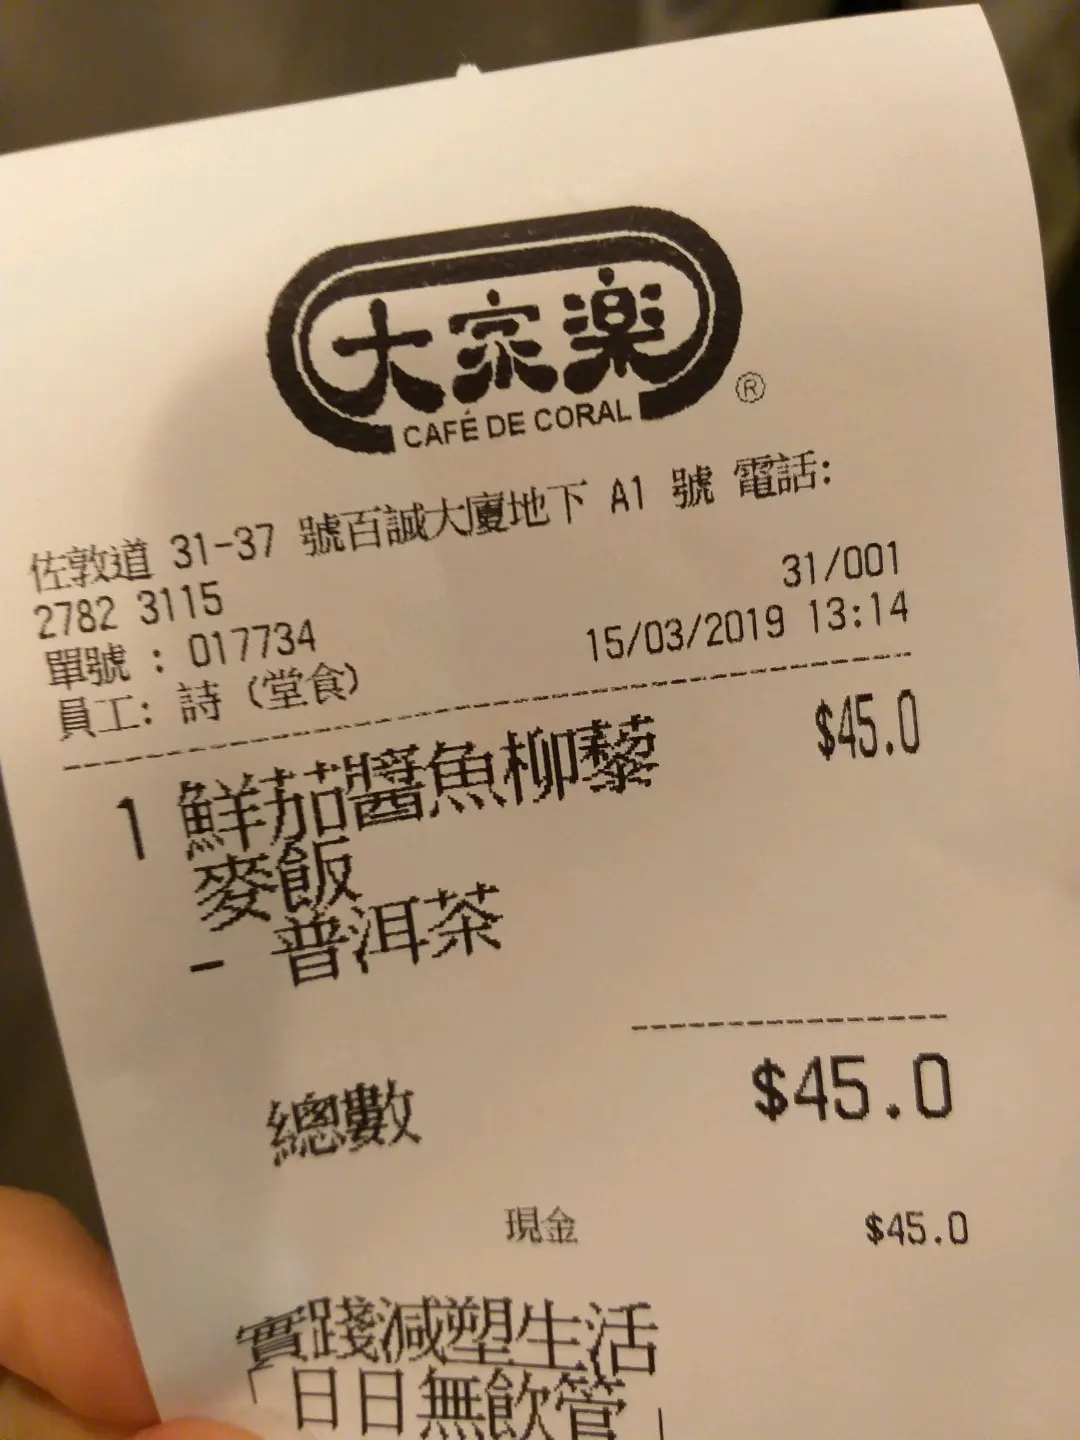 大家楽
CAFÉ DE CORAL ®
佐敦道 31-37 號百誠大廈地下 A1 號 電話:
2782 3115 31/001
單號 : 017734 15/03/2019 13:14
員工: 詩 (堂食)
1 鮮茄醬魚柳藜 $45.0
麥飯
- 普洱茶
總數 $45.0
現金 $45.0
實踐減塑生活
「日日無飲管」